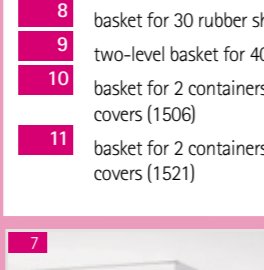 8 basket for 30 rubber
9 two-level basket for
10 basket for 2 containers
covers (1506)
11 basket for 2 containers
covers (1521)
7